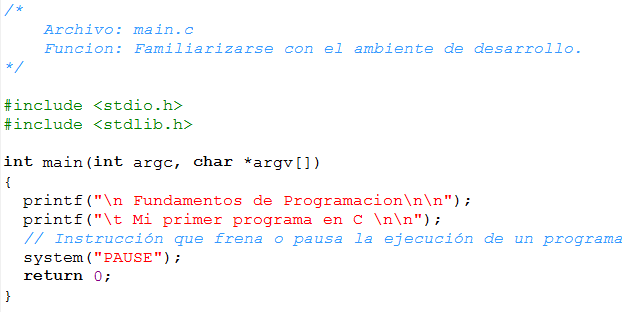 /*
    Archivo: main.c
    Funcion: Familiarizarse con el ambiente de desarrollo.
*/
#include <stdio.h>
#include <stdlib.h>
int main(int argc, char *argv[])
{
  printf("\n Fundamentos de Programacion\n\n");
  printf("\t Mi primer programa en C \n\n");
  // Instrucción que frena o pausa la ejecución de un programa
  system("PAUSE");
  return 0;
}